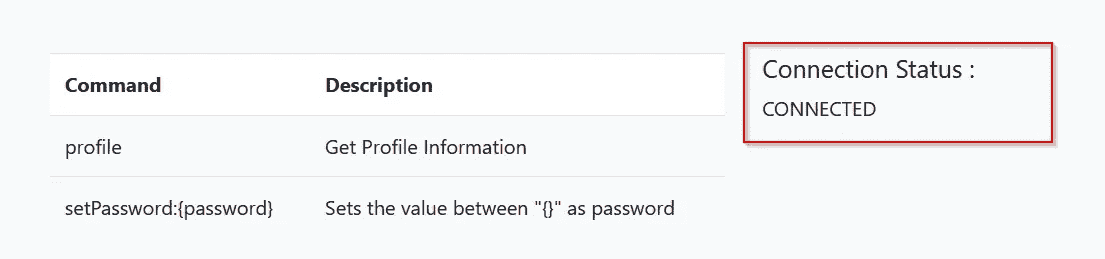 Command Description
profile Get Profile Information
setPassword:{password} Sets the value between "{}" as password
Connection Status :
CONNECTED